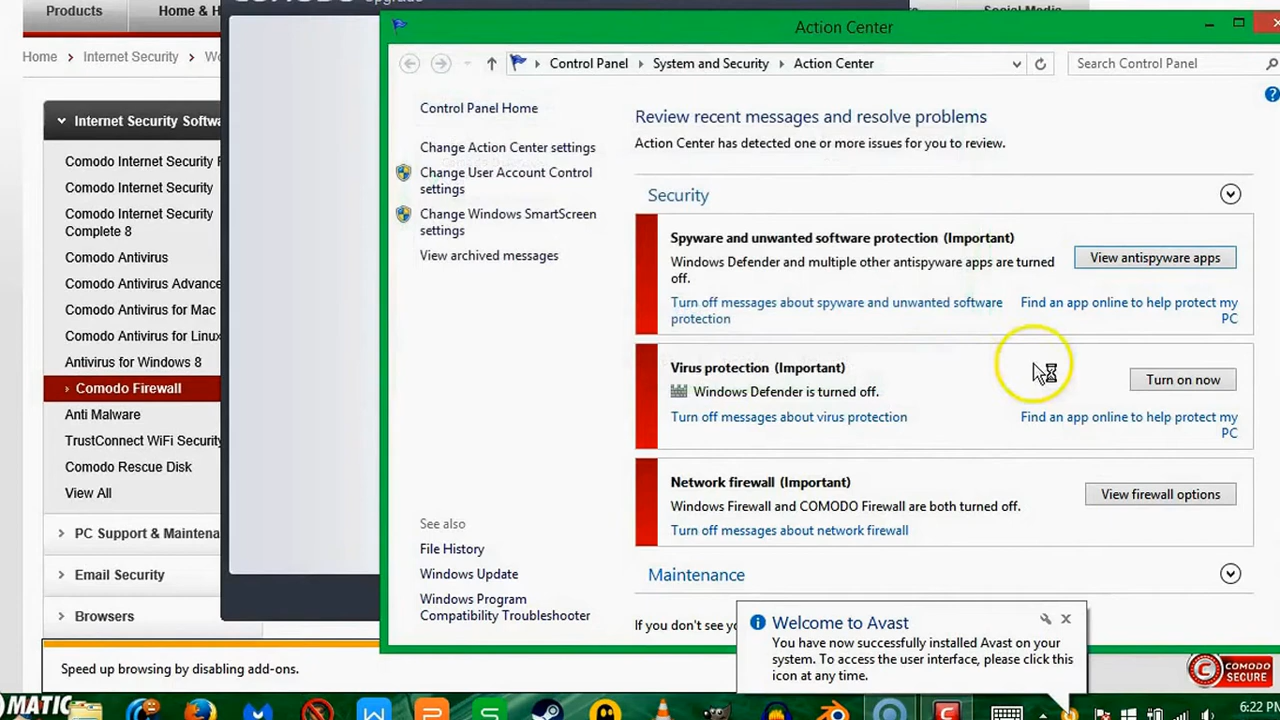 Products
Home & H
Social Media
COMODO
Upgrade
Action Center
Home > Internet Security > Wo
Control Panel > System and Security > Action Center
Search Control Panel
Internet Security Softwa
Comodo Internet Security P
Comodo Internet Security
Comodo Internet Security
Complete 8
Comodo Antivirus
Comodo Antivirus Advance
Comodo Antivirus for Mac
Comodo Antivirus for Linux
Antivirus for Windows 8
› Comodo Firewall
Anti Malware
TrustConnect WiFi Security
Comodo Rescue Disk
View All
PC Support & Maintena
Email Security
Browsers
Speed up browsing by disabling add-ons.
Control Panel Home
Change Action Center settings
Change User Account Control
settings
Change Windows SmartScreen
settings
View archived messages
See also
File History
Windows Update
Windows Program
Compatibility Troubleshooter
Review recent messages and resolve problems
Action Center has detected one or more issues for you to review.
Security
Spyware and unwanted software protection (Important)
Windows Defender and multiple other antispyware apps are turned
off.
View antispyware apps
Turn off messages about spyware and unwanted software
protection
Find an app online to help protect my
PC
Virus protection (Important)
Windows Defender is turned off.
Turn on now
Turn off messages about virus protection
Find an app online to help protect my
PC
Network firewall (Important)
Windows Firewall and COMODO Firewall are both turned off.
View firewall options
Turn off messages about network firewall
Maintenance
If you don't see yo
Welcome to Avast
You have now successfully installed Avast on your
system. To access the user interface, please click this
icon at any time.
COMODO
SECURE
MATIC
6:22 PM